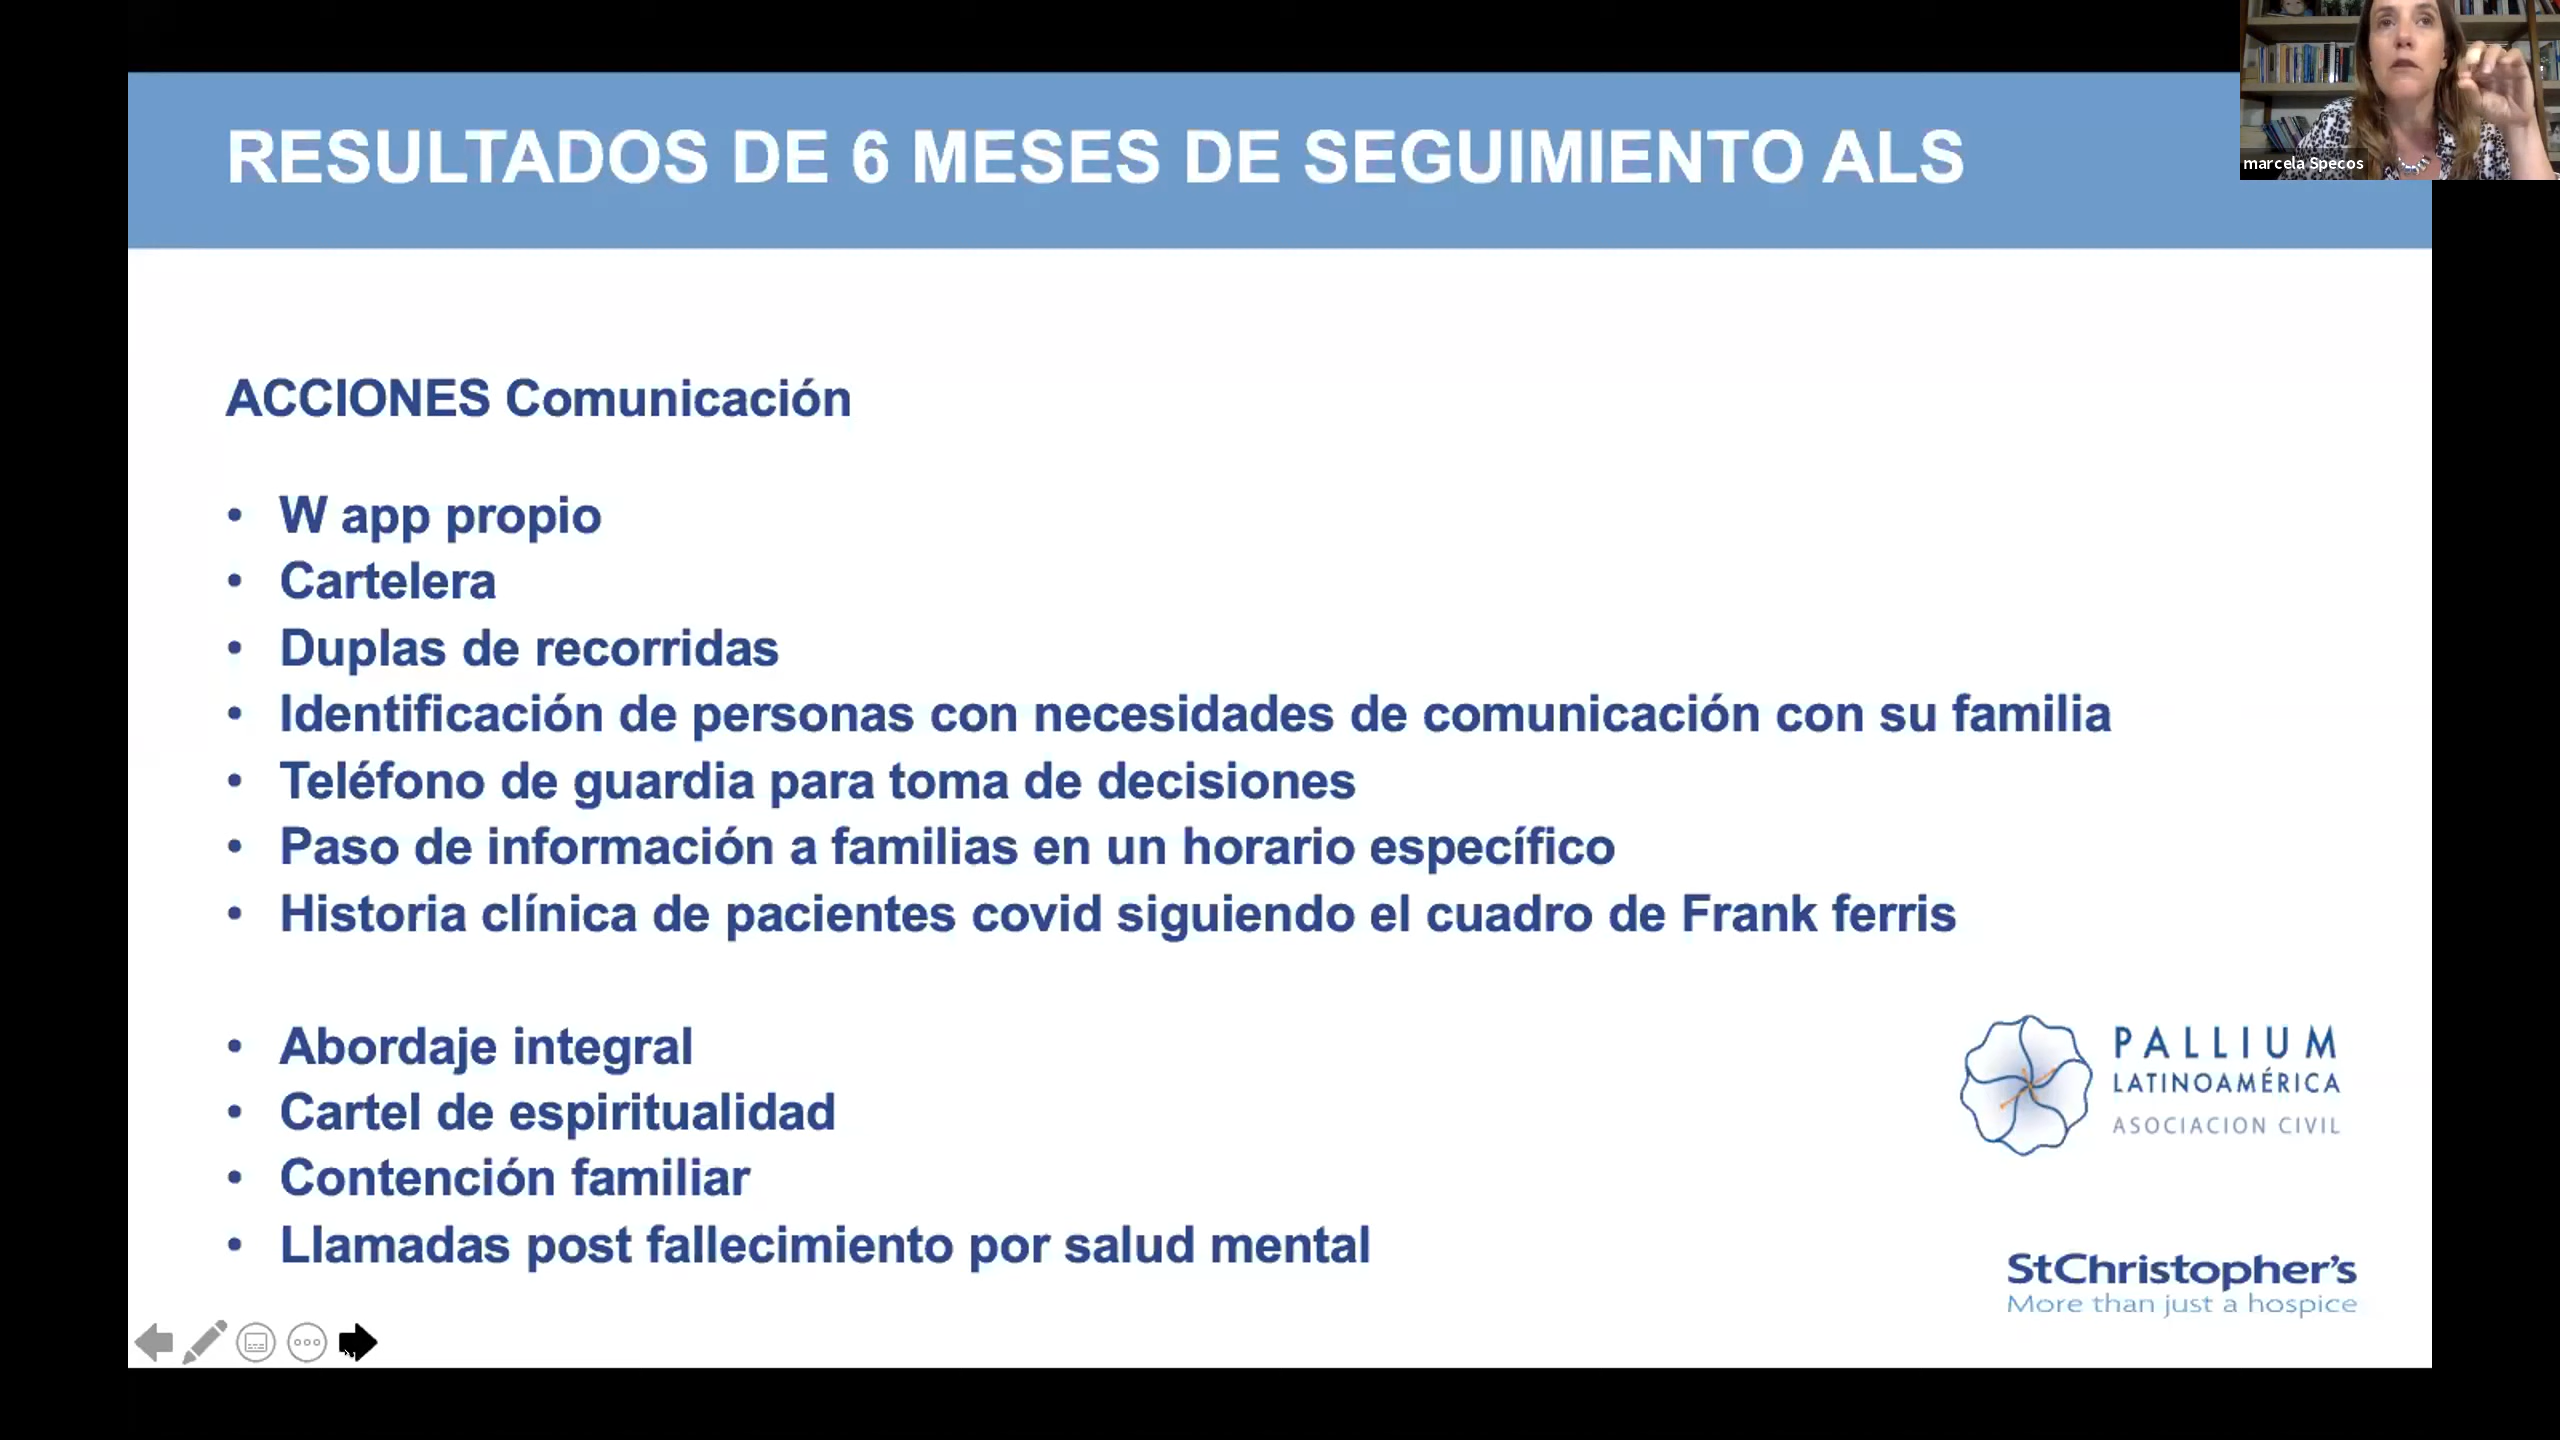 marcela Specos
RESULTADOS DE 6 MESES DE SEGUIMIENTO ALS
ACCIONES Comunicación
• W app propio
• Cartelera
• Duplas de recorridas
• Identificación de personas con necesidades de comunicación con su familia
• Teléfono de guardia para toma de decisiones
• Paso de información a familias en un horario específico
• Historia clínica de pacientes covid siguiendo el cuadro de Frank ferris
• Abordaje integral
• Cartel de espiritualidad
• Contención familiar
• Llamadas post fallecimiento por salud mental
PALLIUM
LATINOAMÉRICA
ASOCIACION CIVIL
StChristopher's
More than just a hospice